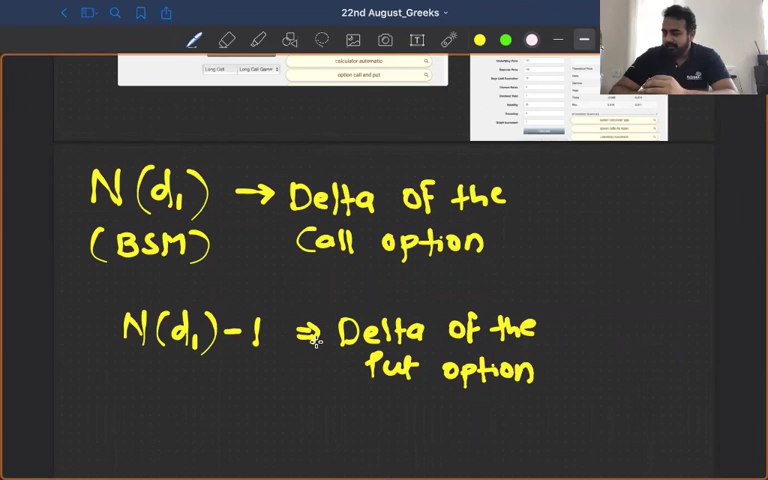 22nd August_Greeks
calculator automatic
Long Call
option call and put
N(d1) → Delta of the
(BSM) Call option
N(d1) - 1 ⇒ Delta of the
Put option